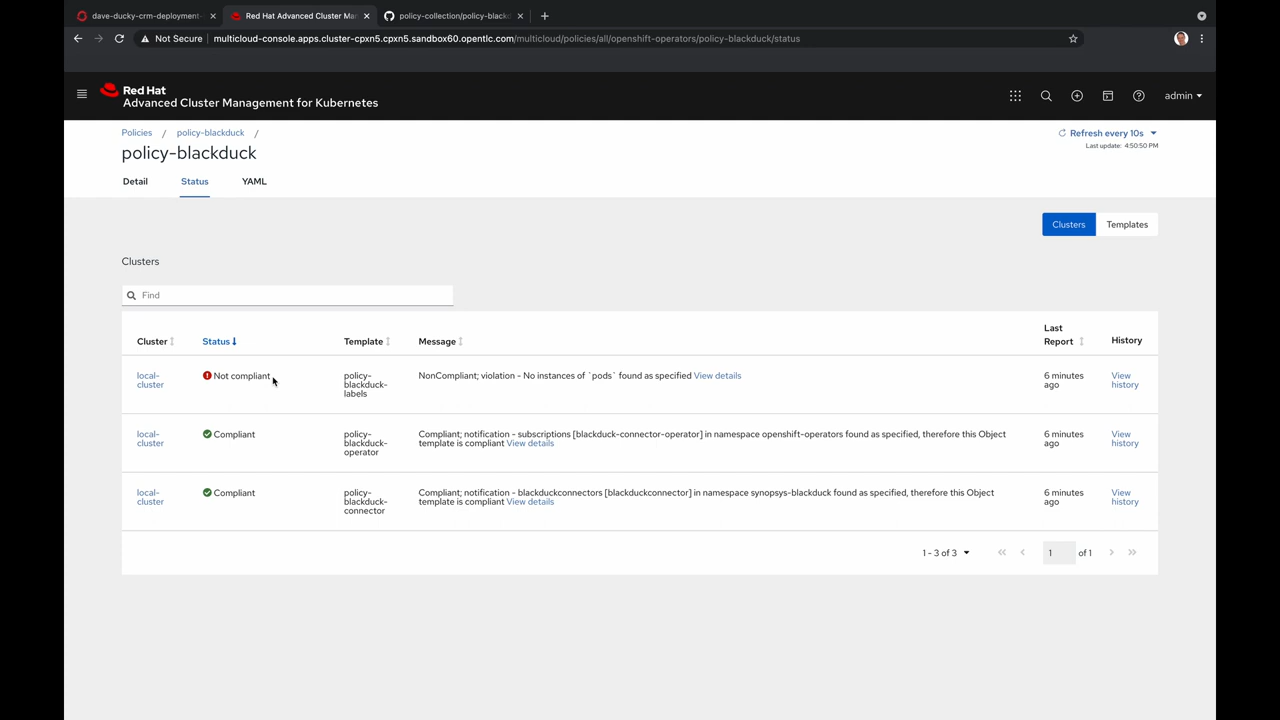 dave-ducky-crm-deployment-
Red Hat Advanced Cluster Man
policy-collection/policy-black
Not Secure
multicloud-console.apps.cluster-cpxn5.cpxn5.sandbox60.opentlc.com/multicloud/policies/all/openshift-operators/policy-blackduck/status
Red Hat
Advanced Cluster Management for Kubernetes
admin
Policies / policy-blackduck /
Refresh every 10s
Last update: 4:50:50 PM
policy-blackduck
Detail Status YAML
Clusters Templates
Clusters
Find
Cluster Status Template Message Last Report History
local-cluster Not compliant policy-blackduck-labels NonCompliant; violation - No instances of `pods` found as specified View details 6 minutes ago View history
local-cluster Compliant policy-blackduck-operator Compliant; notification - subscriptions [blackduck-connector-operator] in namespace openshift-operators found as specified, therefore this Object template is compliant View details 6 minutes ago View history
local-cluster Compliant policy-blackduck-connector Compliant; notification - blackduckconnectors [blackduckconnector] in namespace synopsys-blackduck found as specified, therefore this Object template is compliant View details 6 minutes ago View history
1 - 3 of 3 1 of 1